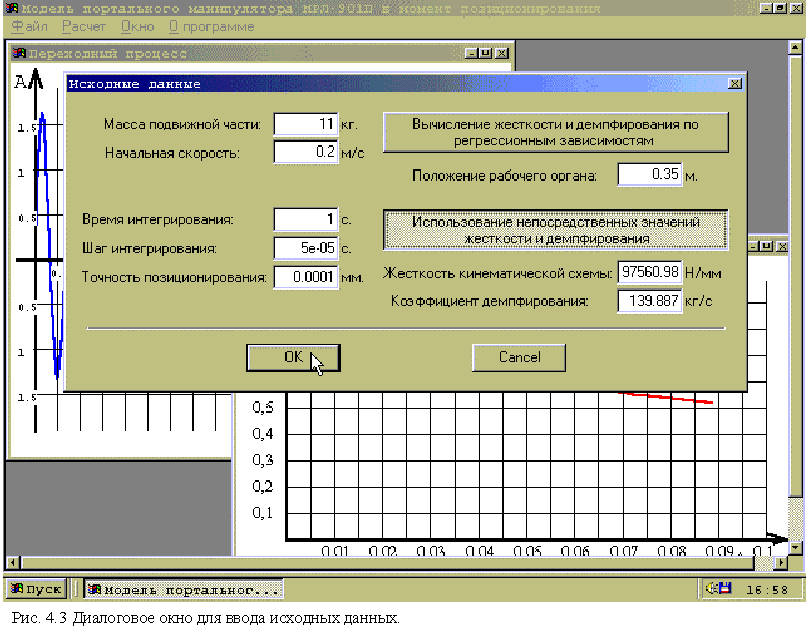 Модель портального манипулятора МРЛ-901П в момент позиционирования
Файл Расчет Окно О программе
Переходный процесс
A
1.5
1
0.5
0.
0.5
1
1.5
Исходные данные
Масса подвижной части: 11 кг.
Начальная скорость: 0.2 м/с
Время интегрирования: 1 с.
Шаг интегрирования: 5e-05 с.
Точность позиционирования: 0.0001 мм.
Вычисление жесткости и демпфирования по
регрессионным зависимостям
Положение рабочего органа: 0.35 м.
Использование непосредственных значений
жесткости и демпфирования
Жесткость кинематической схемы: 97560.98 Н/мм
Коэффициент демпфирования: 139.887 кг/с
OK
Cancel
0,5
0,4
0,3
0,2
0,1
0,01 0,02 0,03 0,04 0,05 0,06 0,07 0,08 0,09 0,1
Пуск
Модель портальног...
16:58
Рис. 4.3 Диалоговое окно для ввода исходных данных.